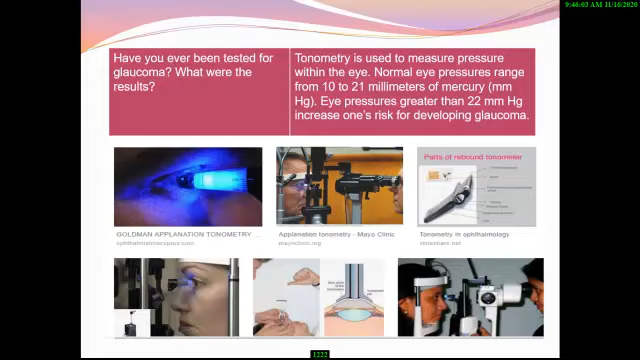 9:46:03 AM 11/16/2020
Have you ever been tested for
glaucoma? What were the
results?
Tonometry is used to measure pressure
within the eye. Normal eye pressures range
from 10 to 21 millimeters of mercury (mm
Hg). Eye pressures greater than 22 mm Hg
increase one's risk for developing glaucoma.
Parts of rebound tonometer
GOLDMAN APPLANATION TONOMETRY ...
Applanation tonometry - Mayo Clinic
mayoclinic.org
Tonometry in ophthalmology
1222